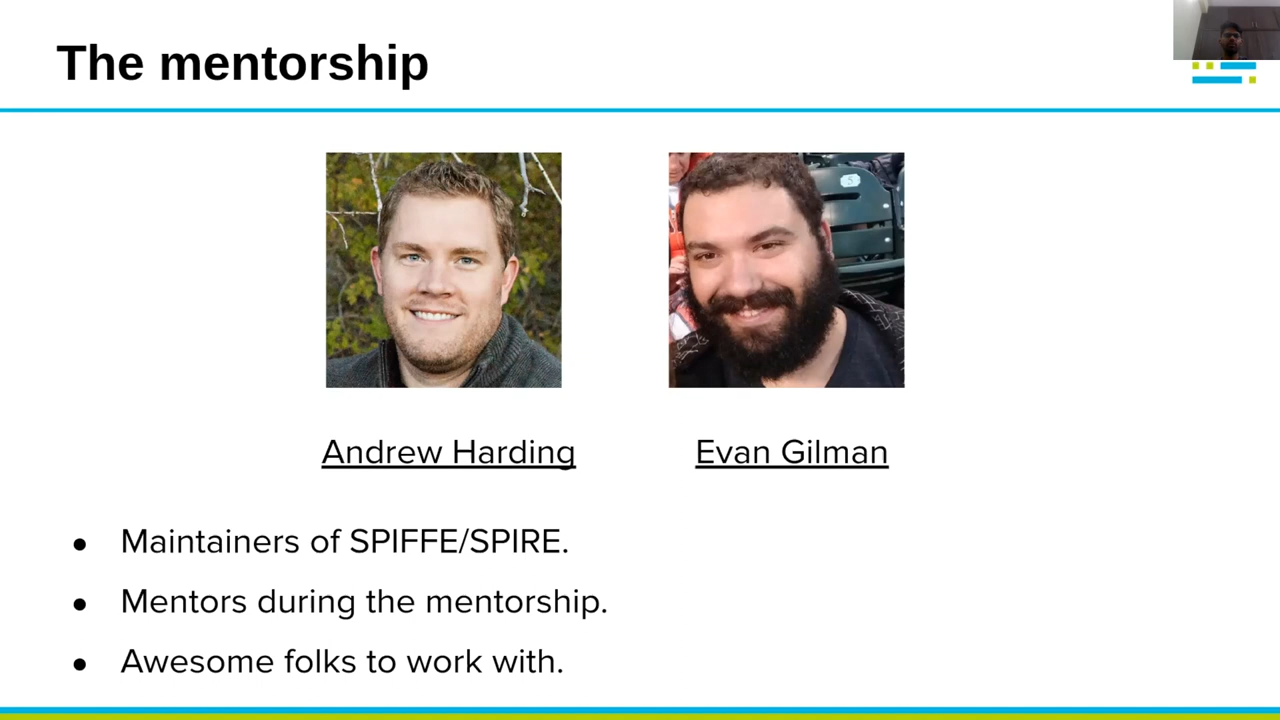 The mentorship
Andrew Harding
Evan Gilman
● Maintainers of SPIFFE/SPIRE.
● Mentors during the mentorship.
● Awesome folks to work with.